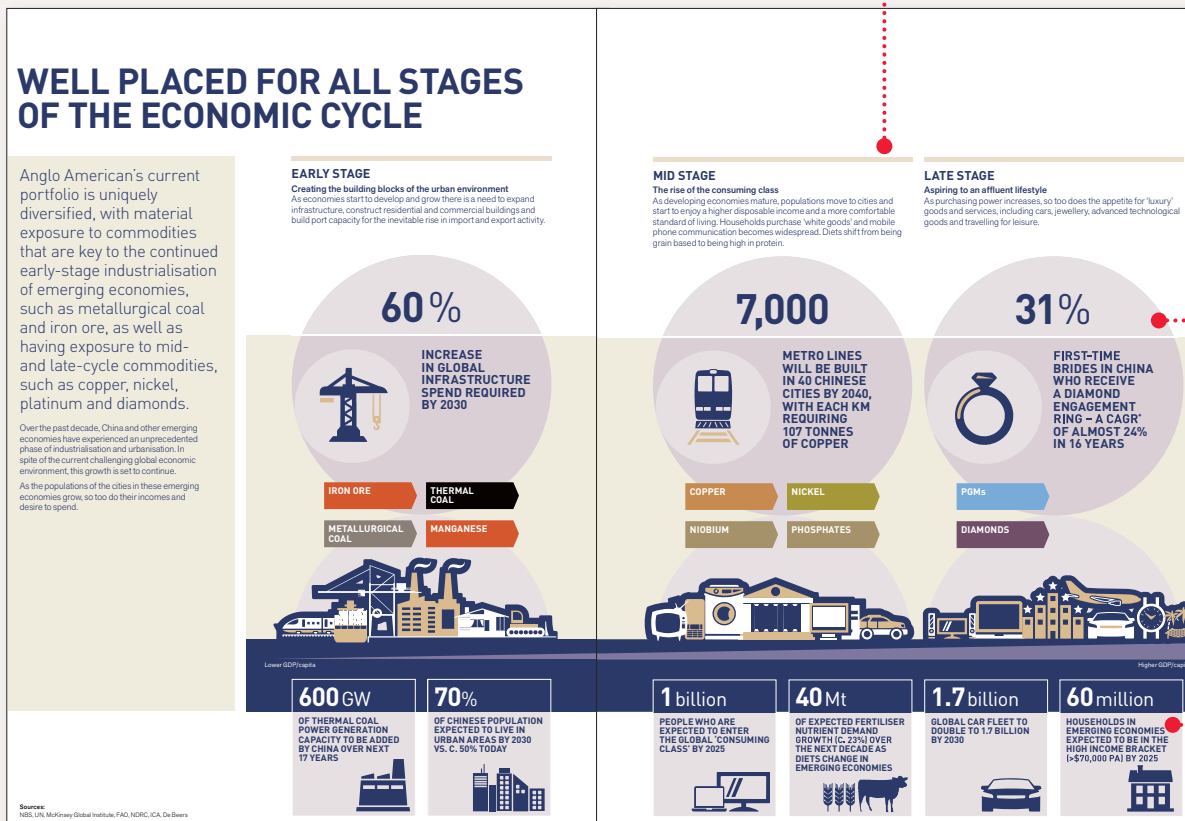 WELL PLACED FOR ALL STAGES
OF THE ECONOMIC CYCLE
Anglo American's current
portfolio is uniquely
diversified, with material
exposure to commodities
that are key to the continued
early-stage industrialisation
of emerging economies,
such as metallurgical coal
and iron ore, as well as
having exposure to mid-
and late-cycle commodities,
such as copper, nickel,
platinum and diamonds.
Over the past decade, China and other emerging
economies have experienced an unprecedented
phase of industrialisation and urbanisation. In
spite of the current challenging global economic
environment, this growth is set to continue.
As the populations of the cities in these emerging
economies grow, so too do their incomes and
desire to spend.
Sources:
NBS, UN, McKinsey Global Institute, FAO, NDRC, ICA, De Beers
EARLY STAGE
Creating the building blocks of the urban environment
As economies start to develop and grow there is a need to expand
infrastructure, construct residential and commercial buildings and
build port capacity for the inevitable rise in import and export activity.
60%
INCREASE
IN GLOBAL
INFRASTRUCTURE
SPEND REQUIRED
BY 2030
IRON ORE
THERMAL
COAL
METALLURGICAL
COAL
MANGANESE
Lower GDP/capita
600 GW
OF THERMAL COAL
POWER GENERATION
CAPACITY TO BE ADDED
BY CHINA OVER NEXT
17 YEARS
70%
OF CHINESE POPULATION
EXPECTED TO LIVE IN
URBAN AREAS BY 2030
VS. C. 50% TODAY
MID STAGE
The rise of the consuming class
As developing economies mature, populations move to cities and
start to enjoy a higher disposable income and a more comfortable
standard of living. Households purchase 'white goods' and mobile
phone communication becomes widespread. Diets shift from being
grain based to being high in protein.
7,000
METRO LINES
WILL BE BUILT
IN 40 CHINESE
CITIES BY 2040,
WITH EACH KM
REQUIRING
107 TONNES
OF COPPER
COPPER
NICKEL
NIOBIUM
PHOSPHATES
1 billion
PEOPLE WHO ARE
EXPECTED TO ENTER
THE GLOBAL 'CONSUMING
CLASS' BY 2025
40 Mt
OF EXPECTED FERTILISER
NUTRIENT DEMAND
GROWTH (C. 23%) OVER
THE NEXT DECADE AS
DIETS CHANGE IN
EMERGING ECONOMIES
LATE STAGE
Aspiring to an affluent lifestyle
As purchasing power increases, so too does the appetite for 'luxury'
goods and services, including cars, jewellery, advanced technological
goods and travelling for leisure.
31%
FIRST-TIME
BRIDES IN CHINA
WHO RECEIVE
A DIAMOND
ENGAGEMENT
RING – A CAGR*
OF ALMOST 24%
IN 16 YEARS
PGMs
DIAMONDS
Higher GDP/capi
1.7 billion
GLOBAL CAR FLEET TO
DOUBLE TO 1.7 BILLION
BY 2030
60 million
HOUSEHOLDS IN
EMERGING ECONOMIES
EXPECTED TO BE IN THE
HIGH INCOME BRACKET
(>$70,000 PA) BY 2025